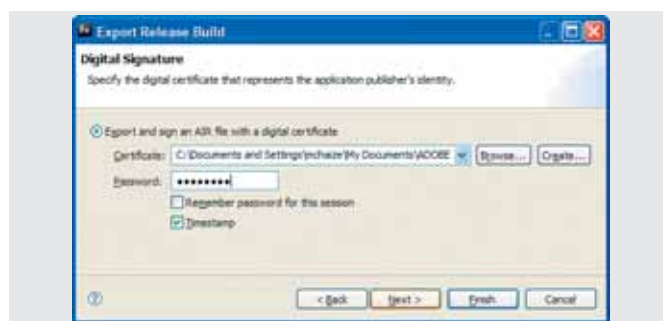 Export Release Build
Digital Signature
Specify the digital certificate that represents the application publisher's identity.
Export and sign an AIR file with a digital certificate
Certificate: C:\Documents and Settings\mchaize\My Documents\ADOBE Browse... Create...
Password: ••••••••
Remember password for this session
Timestamp
< Back Next > Finish Cancel